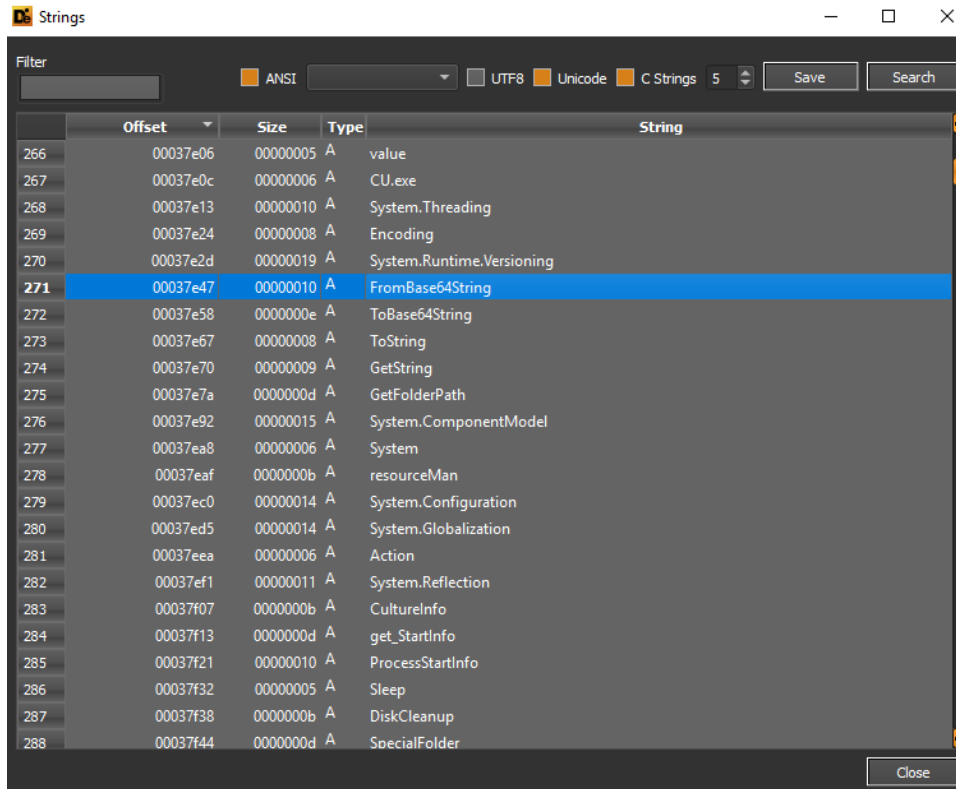 De Strings
Filter
ANSI UTF8 Unicode C Strings 5 Save Search
Offset Size Type String
266 00037e06 00000005 A value
267 00037e0c 00000006 A CU.exe
268 00037e13 00000010 A System.Threading
269 00037e24 00000008 A Encoding
270 00037e2d 00000019 A System.Runtime.Versioning
271 00037e47 00000010 A FromBase64String
272 00037e58 0000000e A ToBase64String
273 00037e67 00000008 A ToString
274 00037e70 00000009 A GetString
275 00037e7a 0000000d A GetFolderPath
276 00037e92 00000015 A System.ComponentModel
277 00037ea8 00000006 A System
278 00037eaf 0000000b A resourceMan
279 00037ec0 00000014 A System.Configuration
280 00037ed5 00000014 A System.Globalization
281 00037eea 00000006 A Action
282 00037ef1 00000011 A System.Reflection
283 00037f07 0000000b A CultureInfo
284 00037f13 0000000d A get_StartInfo
285 00037f21 00000010 A ProcessStartInfo
286 00037f32 00000005 A Sleep
287 00037f38 0000000b A DiskCleanup
288 00037f44 0000000d A SpecialFolder
Close